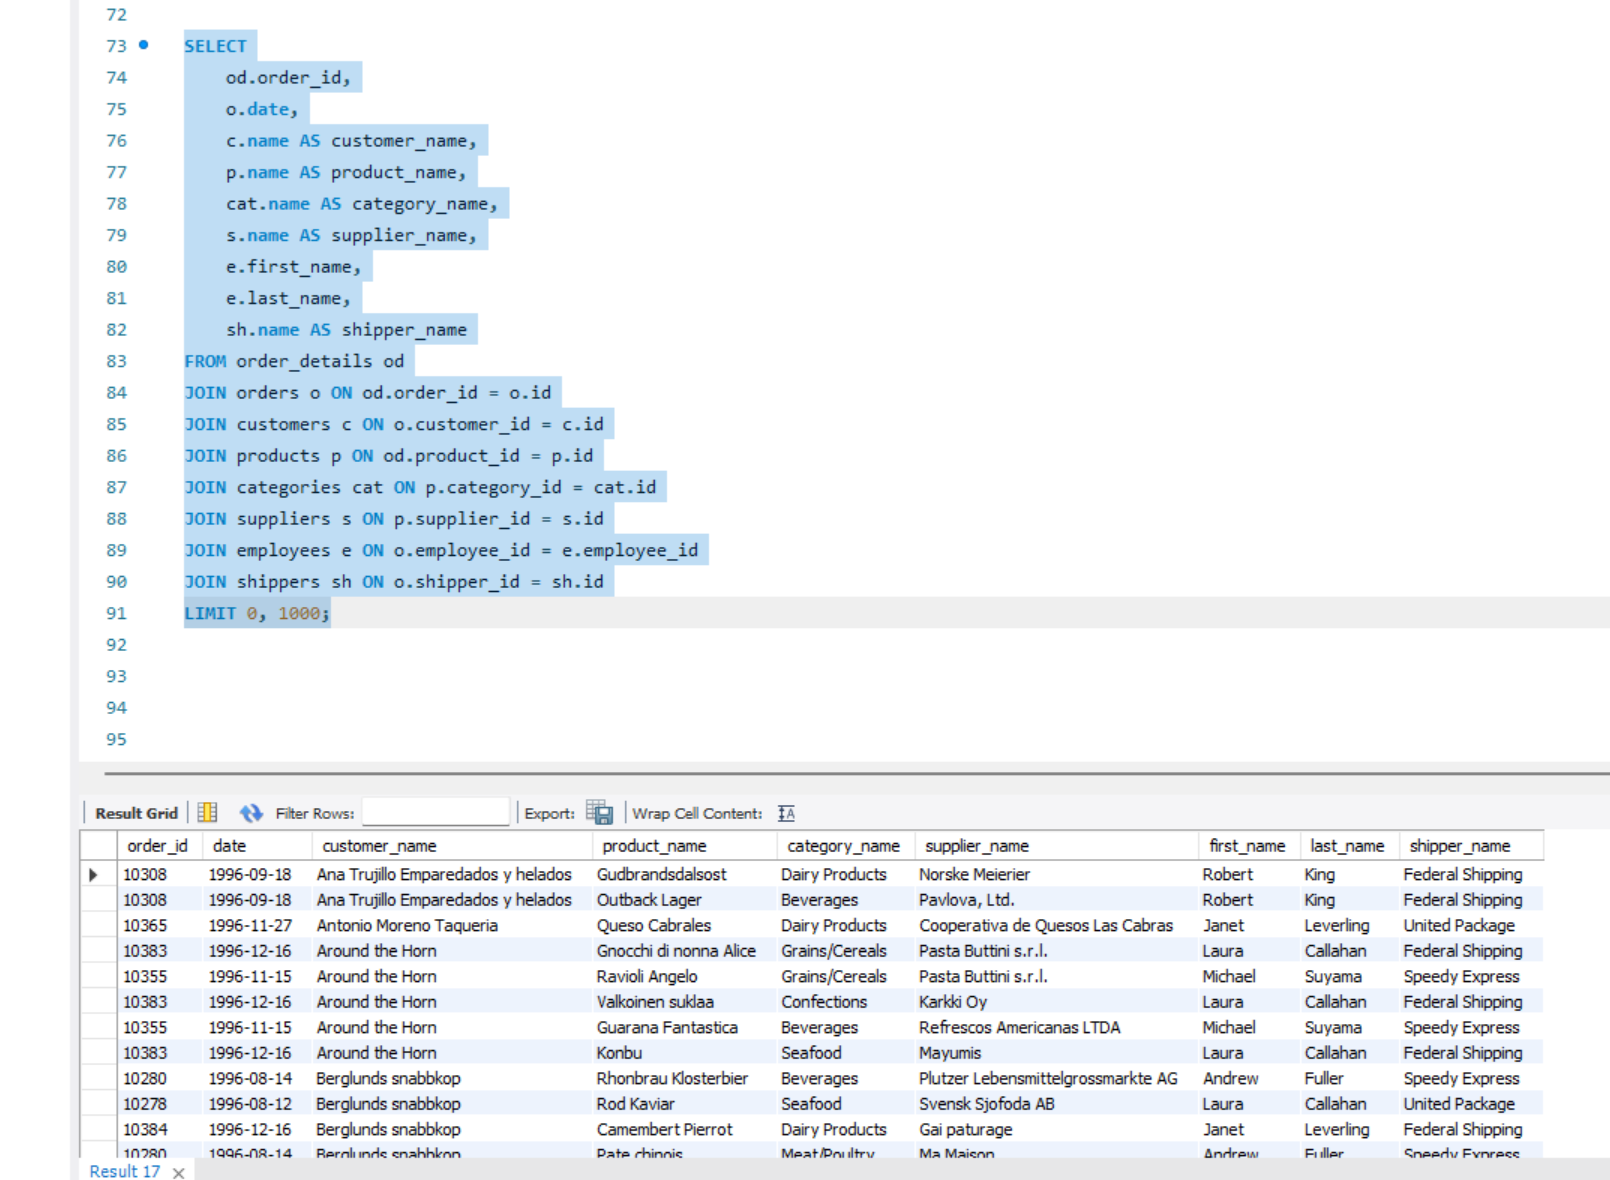 72
73 SELECT
74 od.order_id,
75 o.date,
76 c.name AS customer_name,
77 p.name AS product_name,
78 cat.name AS category_name,
79 s.name AS supplier_name,
80 e.first_name,
81 e.last_name,
82 sh.name AS shipper_name
83 FROM order_details od
84 JOIN orders o ON od.order_id = o.id
85 JOIN customers c ON o.customer_id = c.id
86 JOIN products p ON od.product_id = p.id
87 JOIN categories cat ON p.category_id = cat.id
88 JOIN suppliers s ON p.supplier_id = s.id
89 JOIN employees e ON o.employee_id = e.employee_id
90 JOIN shippers sh ON o.shipper_id = sh.id
91 LIMIT 0, 1000;
92
93
94
95
Result Grid Filter Rows: Export: Wrap Cell Content:
order_id date customer_name product_name category_name supplier_name first_name last_name shipper_name
10308 1996-09-18 Ana Trujillo Emparedados y helados Gudbrandsdalsost Dairy Products Norske Meierier Robert King Federal Shipping
10308 1996-09-18 Ana Trujillo Emparedados y helados Outback Lager Beverages Pavlova, Ltd. Robert King Federal Shipping
10365 1996-11-27 Antonio Moreno Taqueria Queso Cabrales Dairy Products Cooperativa de Quesos Las Cabras Janet Leverling United Package
10383 1996-12-16 Around the Horn Gnocchi di nonna Alice Grains/Cereals Pasta Buttini s.r.l. Laura Callahan Federal Shipping
10355 1996-11-15 Around the Horn Ravioli Angelo Grains/Cereals Pasta Buttini s.r.l. Michael Suyama Speedy Express
10383 1996-12-16 Around the Horn Valkoinen suklaa Confections Karkki Oy Laura Callahan Federal Shipping
10355 1996-11-15 Around the Horn Guarana Fantastica Beverages Refrescos Americanas LTDA Michael Suyama Speedy Express
10383 1996-12-16 Around the Horn Konbu Seafood Mayumis Laura Callahan Federal Shipping
10280 1996-08-14 Berglunds snabbkop Rhonbrau Klosterbier Beverages Plutzer Lebensmittelgrossmarkte AG Andrew Fuller Speedy Express
10278 1996-08-12 Berglunds snabbkop Rod Kaviar Seafood Svensk Sjofoda AB Laura Callahan United Package
10384 1996-12-16 Berglunds snabbkop Camembert Pierrot Dairy Products Gai paturage Janet Leverling Federal Shipping
10280 1996-08-14 Berglunds snabbkop Pate chinois Meat/Poultry Ma Maison Andrew Fuller Speedy Express
Result 17